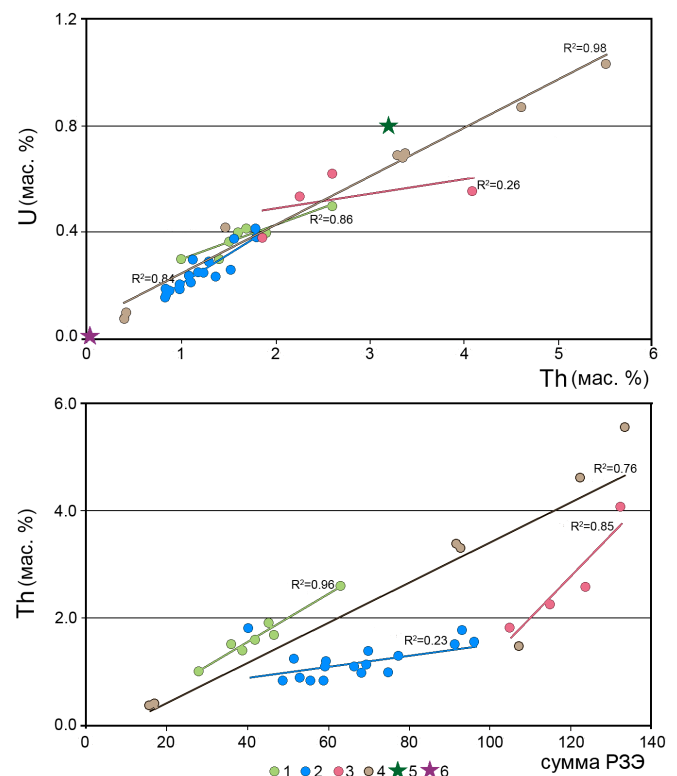 1.2
R²=0.98
U (мас. %)
0.8
R²=0.26
R²=0.86
0.4
R²=0.84
0.0
0 1 2 3 4 5 6
Th (мас. %)
6.0
R²=0.76
Th (мас. %)
4.0
R²=0.85
R²=0.96
2.0
R²=0.23
0.0
0 20 40 60 80 100 120 140
сумма РЗЭ
1 2 3 4 5 6